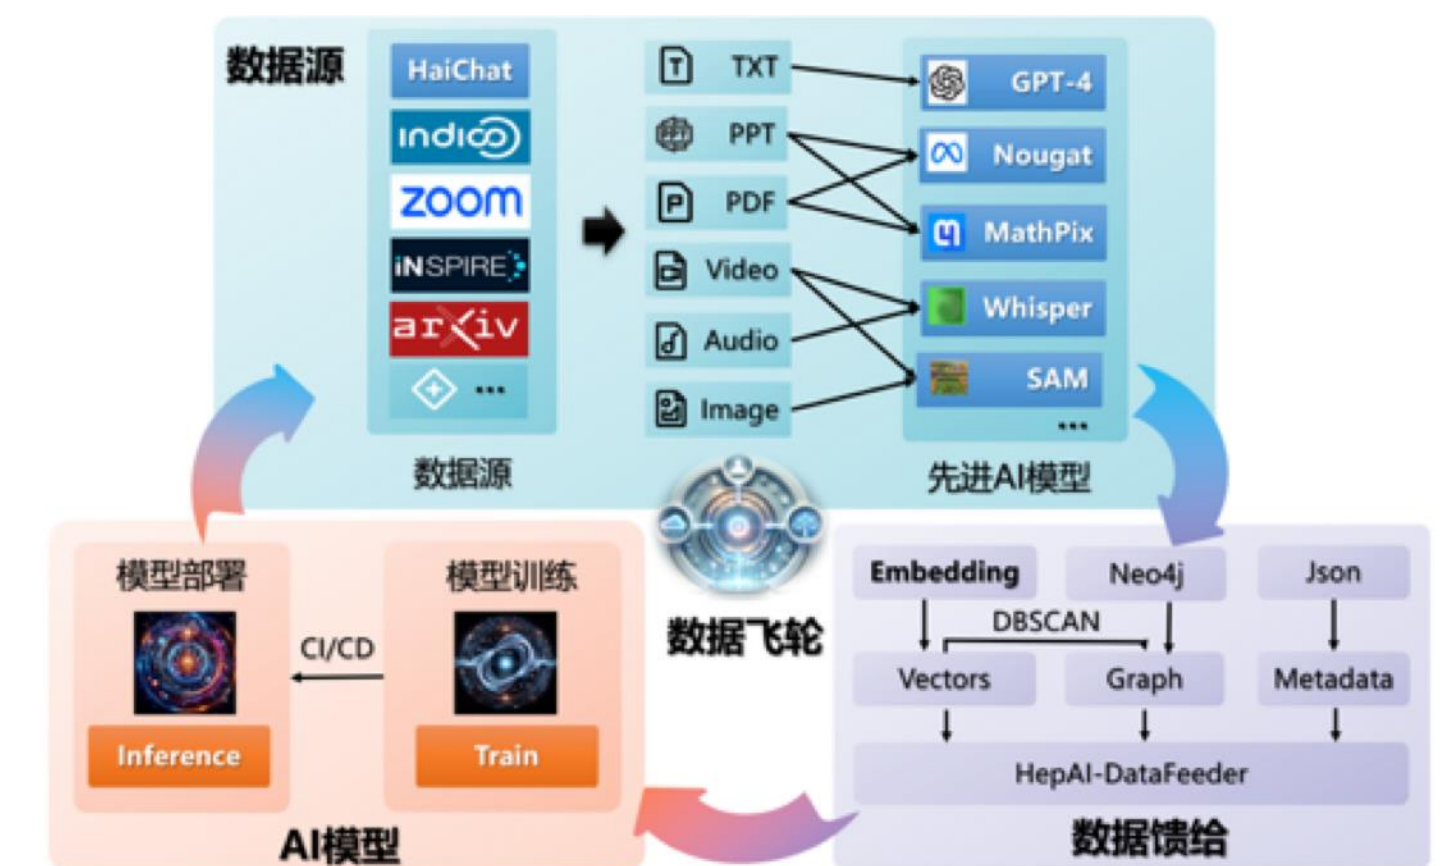 数据源
HaiChat
indico
zoom
iNSPIRE
arXiv
...
数据源
TXT
PPT
PDF
Video
Audio
Image
GPT-4
Nougat
MathPix
Whisper
SAM
...
先进AI模型
数据飞轮
模型部署
Inference
CI/CD
模型训练
Train
AI模型
Embedding
Neo4j
Json
DBSCAN
Vectors
Graph
Metadata
HepAI-DataFeeder
数据馈给